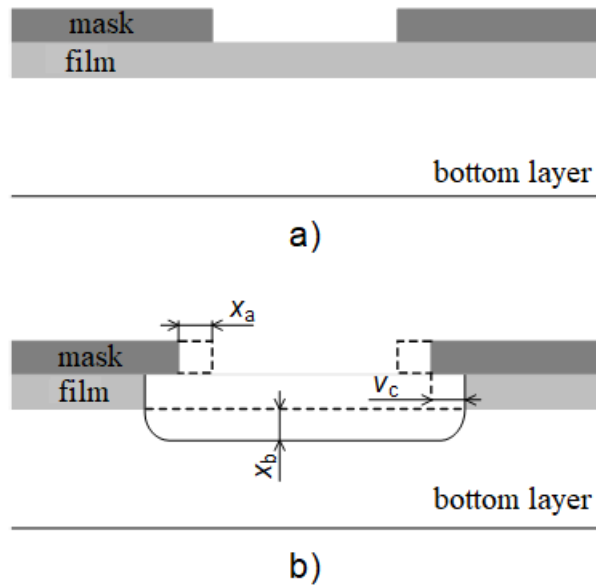 mask
film
bottom layer
a)
xa
mask
film
vc
xb
bottom layer
b)